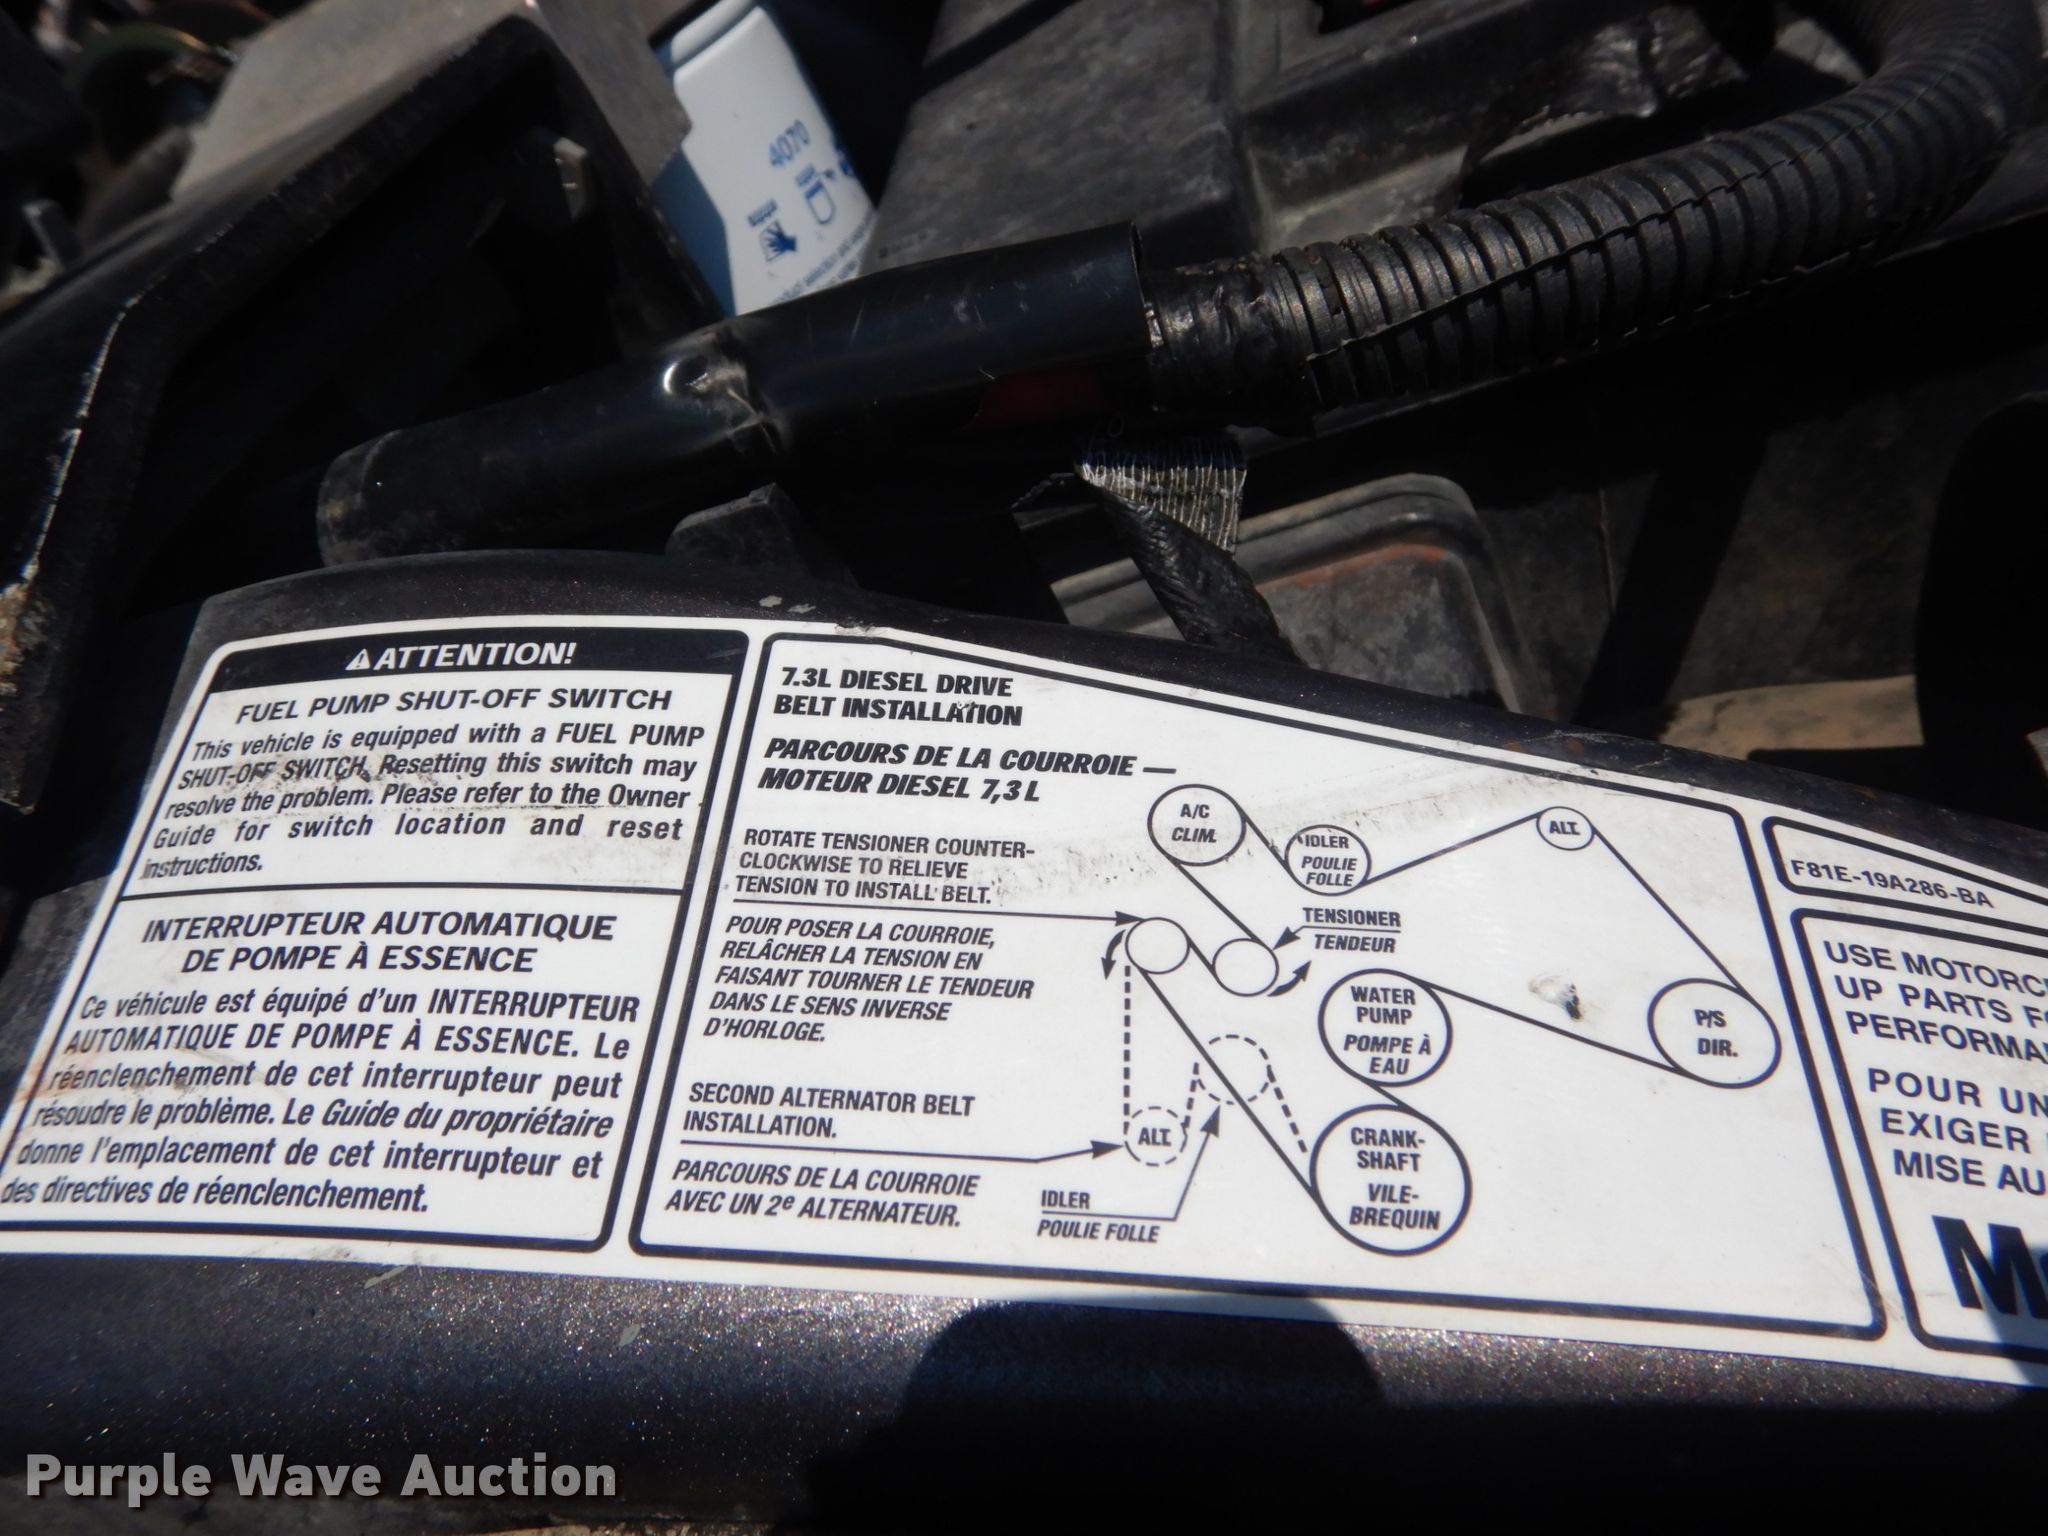 4070
ATTENTION!
FUEL PUMP SHUT-OFF SWITCH
This vehicle is equipped with a FUEL PUMP
SHUT-OFF SWITCH. Resetting this switch may
resolve the problem. Please refer to the Owner
Guide for switch location and reset
instructions.
INTERRUPTEUR AUTOMATIQUE
DE POMPE À ESSENCE
Ce véhicule est équipé d'un INTERRUPTEUR
AUTOMATIQUE DE POMPE À ESSENCE. Le
réenclenchement de cet interrupteur peut
résoudre le problème. Le Guide du propriétaire
donne l'emplacement de cet interrupteur et
des directives de réenclenchement.
7.3L DIESEL DRIVE
BELT INSTALLATION
PARCOURS DE LA COURROIE —
MOTEUR DIESEL 7,3 L
ROTATE TENSIONER COUNTER-
CLOCKWISE TO RELIEVE
TENSION TO INSTALL BELT.
POUR POSER LA COURROIE,
RELÂCHER LA TENSION EN
FAISANT TOURNER LE TENDEUR
DANS LE SENS INVERSE
D'HORLOGE.
SECOND ALTERNATOR BELT
INSTALLATION.
PARCOURS DE LA COURROIE
AVEC UN 2e ALTERNATEUR.
A/C
CLIM.
IDLER
POULIE
FOLLE
ALT.
TENSIONER
TENDEUR
WATER
PUMP
POMPE À
EAU
P/S
DIR.
ALT.
CRANK-
SHAFT
VILE-
BREQUIN
IDLER
POULIE FOLLE
F81E-19A286-BA
USE MOTORC
UP PARTS FO
PERFORMA
POUR UN
EXIGER
MISE AU
M
Purple Wave Auction